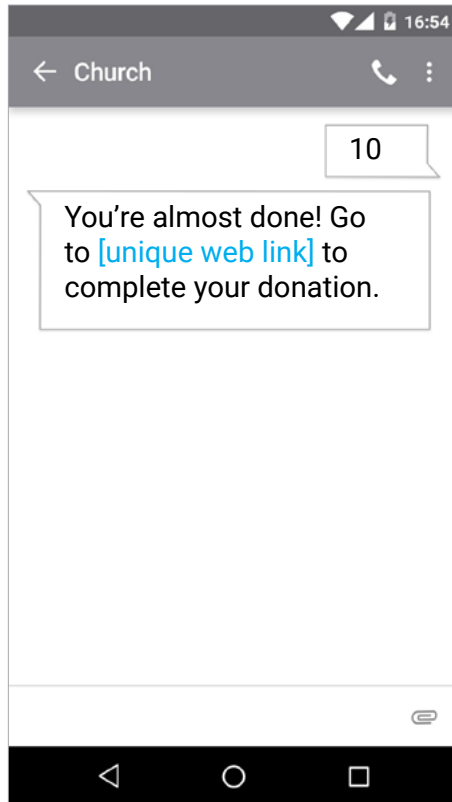 16:54
Church
10
You’re almost done! Go
to [unique web link] to
complete your donation.